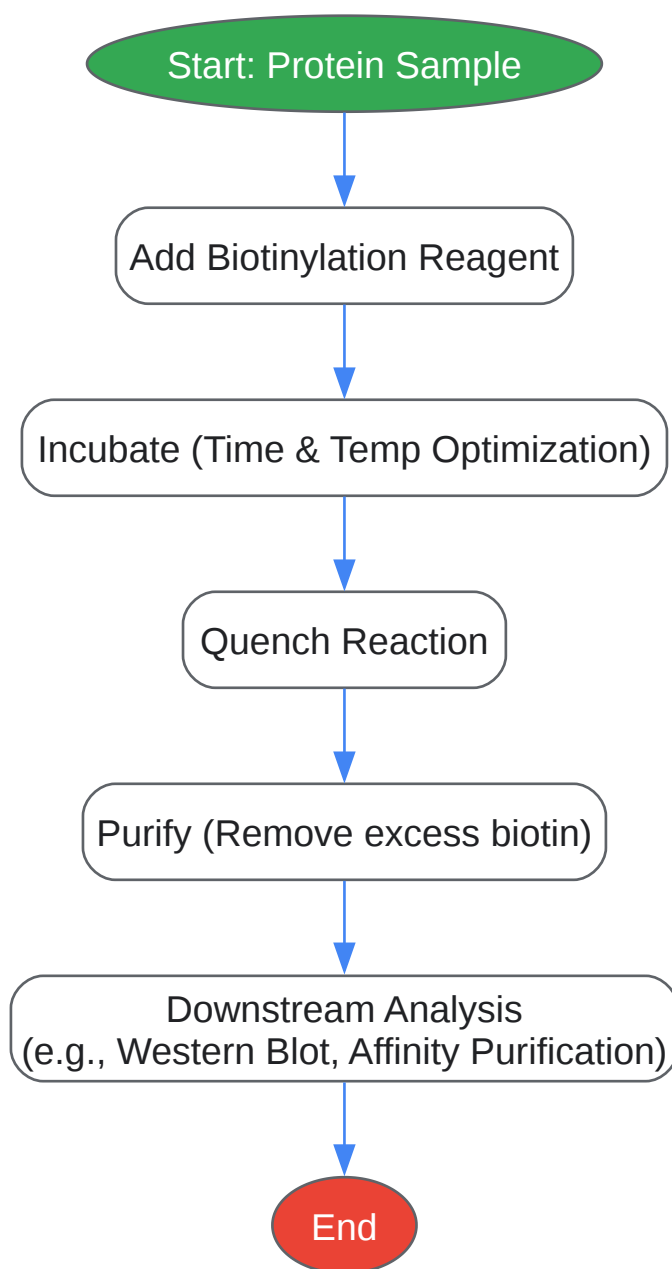 Start: Protein Sample
Add Biotinylation Reagent
Incubate (Time & Temp Optimization)
Quench Reaction
Purify (Remove excess biotin)
Downstream Analysis
(e.g., Western Blot, Affinity Purification)
End